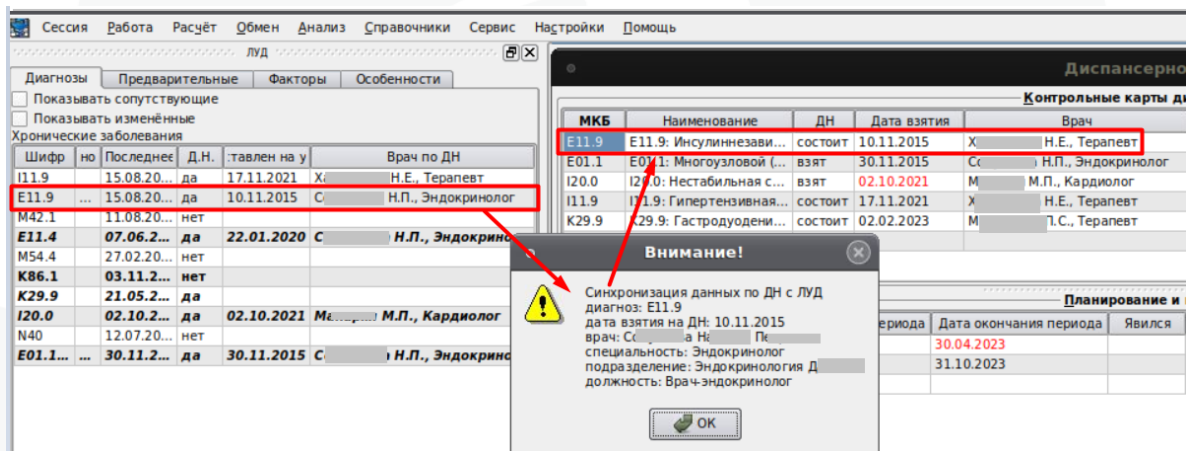 Сессия Работа Расчёт Обмен Анализ Справочники Сервис Настройки Помощь
ЛУД
Диагнозы Предварительные Факторы Особенности
Показывать сопутствующие
Показывать изменённые
Хронические заболевания
Шифр но Последнее Д.Н. :тавлен на у Врач по ДН
I11.9 15.08.20... да 17.11.2021 Н.Е., Терапевт
E11.9 ... 15.08.20... да 10.11.2015 Н.П., Эндокринолог
M42.1 11.08.20... нет
E11.4 07.06.2... да 22.01.2020 Н.П., Эндокрино
M54.4 27.02.20... нет
K86.1 03.11.2... нет
K29.9 21.05.2... да
I20.0 02.10.2... да 02.10.2021 М.П., Кардиолог
N40 12.07.20... нет
E01.1... ... 30.11.2... да 30.11.2015 Н.П., Эндокрино
Диспансерно
Контрольные карты ди
МКБ Наименование ДН Дата взятия Врач
E11.9 E11.9: Инсулиннезави... состоит 10.11.2015 Н.Е., Терапевт
E01.1 E01.1: Многоузловой (... взят 30.11.2015 Н.П., Эндокринолог
I20.0 I20.0: Нестабильная с... взят 02.10.2021 М.П., Кардиолог
I11.9 I11.9: Гипертензивная... состоит 17.11.2021 Н.Е., Терапевт
K29.9 K29.9: Гастродуодени... состоит 02.02.2023 П.С., Терапевт
Планирование и
ериода Дата окончания периода Явился
30.04.2023
31.10.2023
Внимание!
Синхронизация данных по ДН с ЛУД
диагноз: E11.9
дата взятия на ДН: 10.11.2015
врач:
специальность: Эндокринолог
подразделение: Эндокринология Д
должность: Врач-эндокринолог
OK